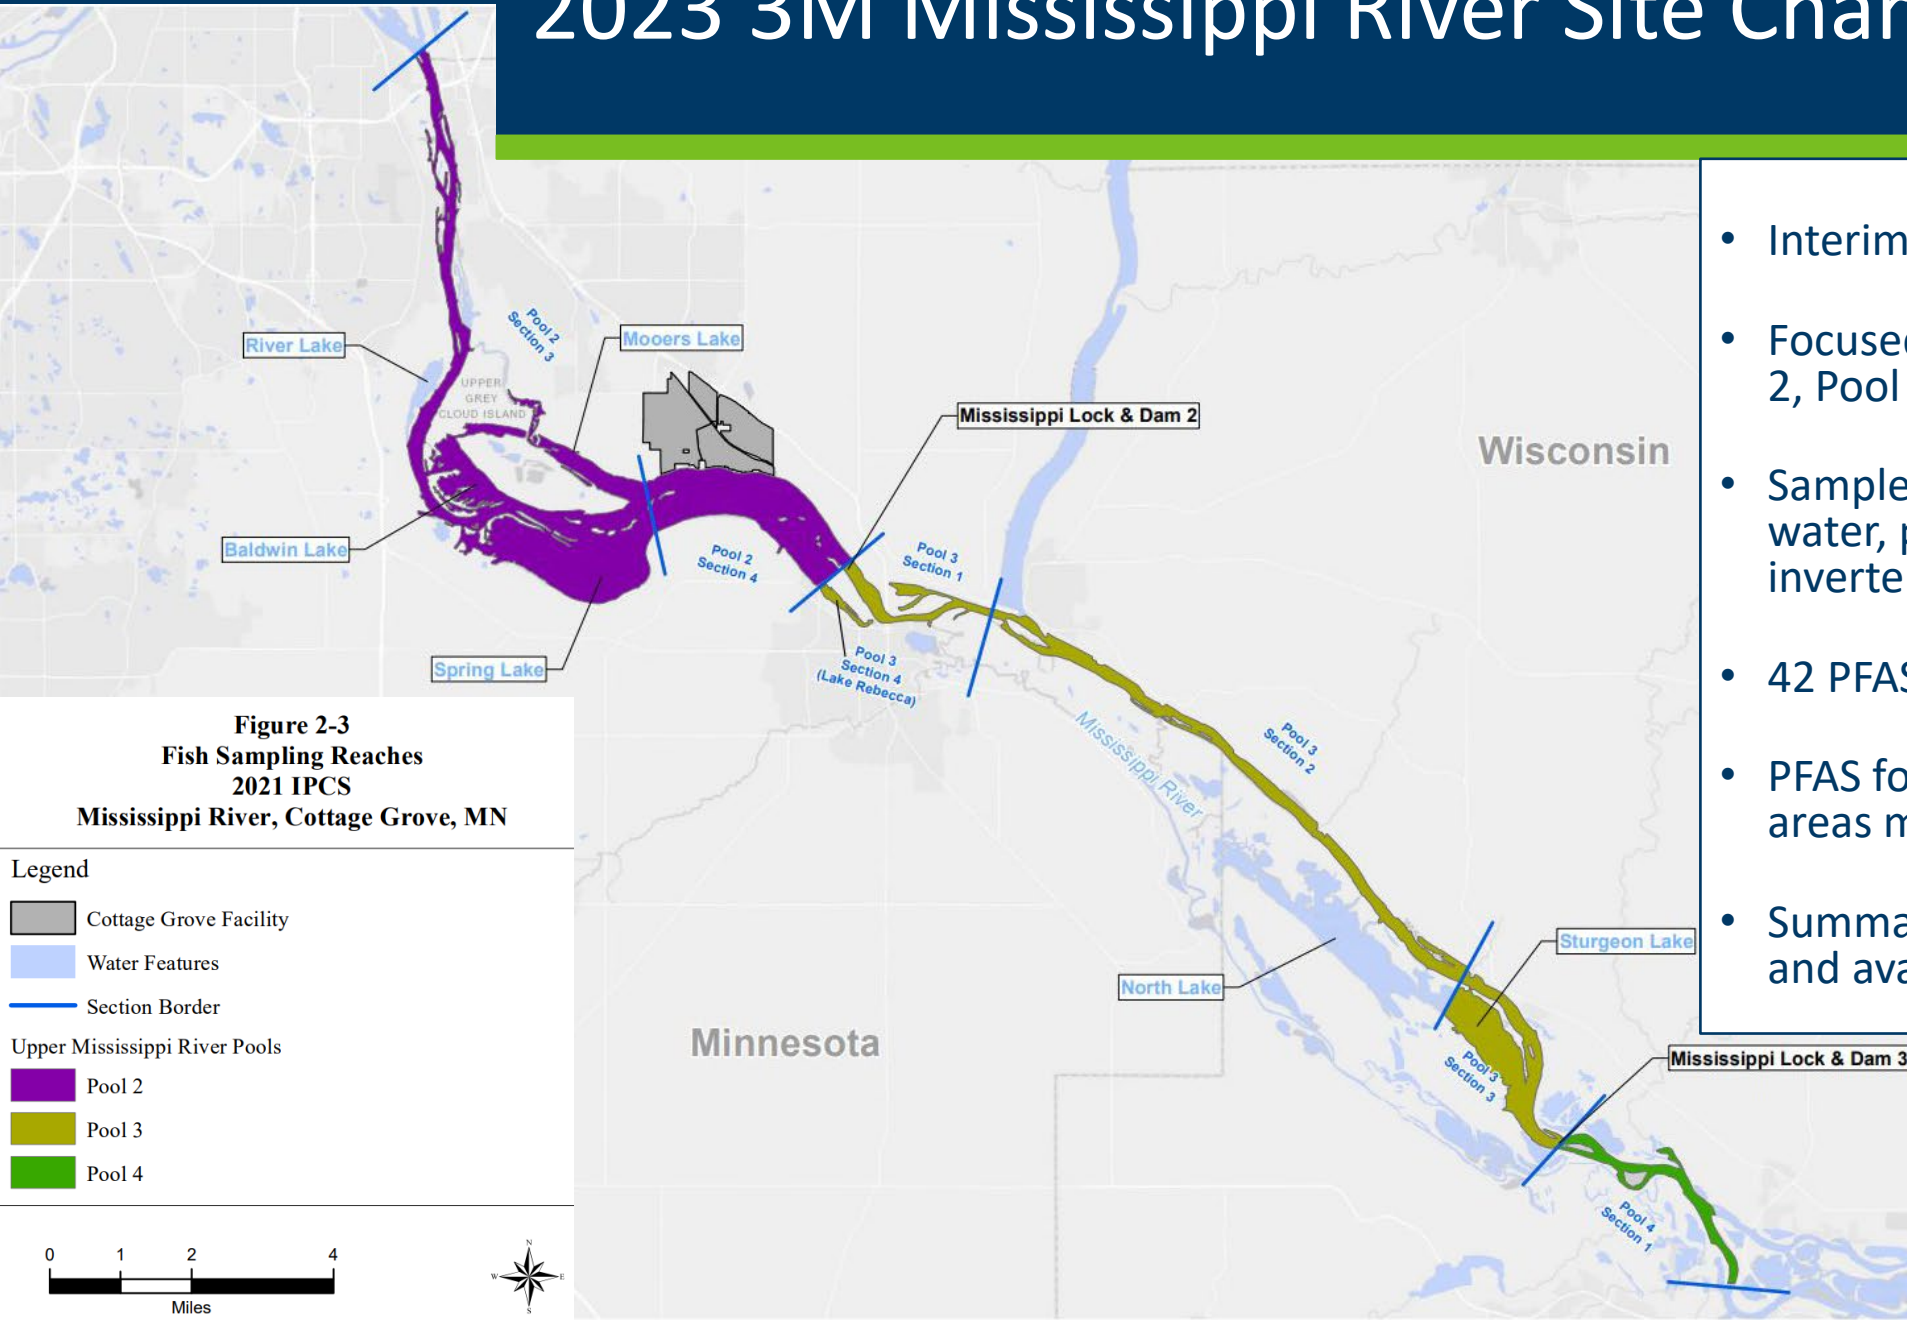 2023 3M Mississippi River Site Char
River Lake
Pool 2
Section 3
Mooers Lake
UPPER
GREY
CLOUD ISLAND
Mississippi Lock & Dam 2
Wisconsin
Baldwin Lake
Pool 2
Section 4
Pool 3
Section 1
Spring Lake
Pool 3
Section 4
(Lake Rebecca)
Mississippi River
Pool 3
Section 2
Sturgeon Lake
North Lake
Minnesota
Pool 3
Section 3
Mississippi Lock & Dam 3
Pool 4
Section 1
Figure 2-3
Fish Sampling Reaches
2021 IPCS
Mississippi River, Cottage Grove, MN
Legend
Cottage Grove Facility
Water Features
Section Border
Upper Mississippi River Pools
Pool 2
Pool 3
Pool 4
0 1 2 4
Miles
N
W E
S
• Interim
• Focused
2, Pool
• Sample
water, p
inverte
• 42 PFAS
• PFAS fo
areas m
• Summa
and ava